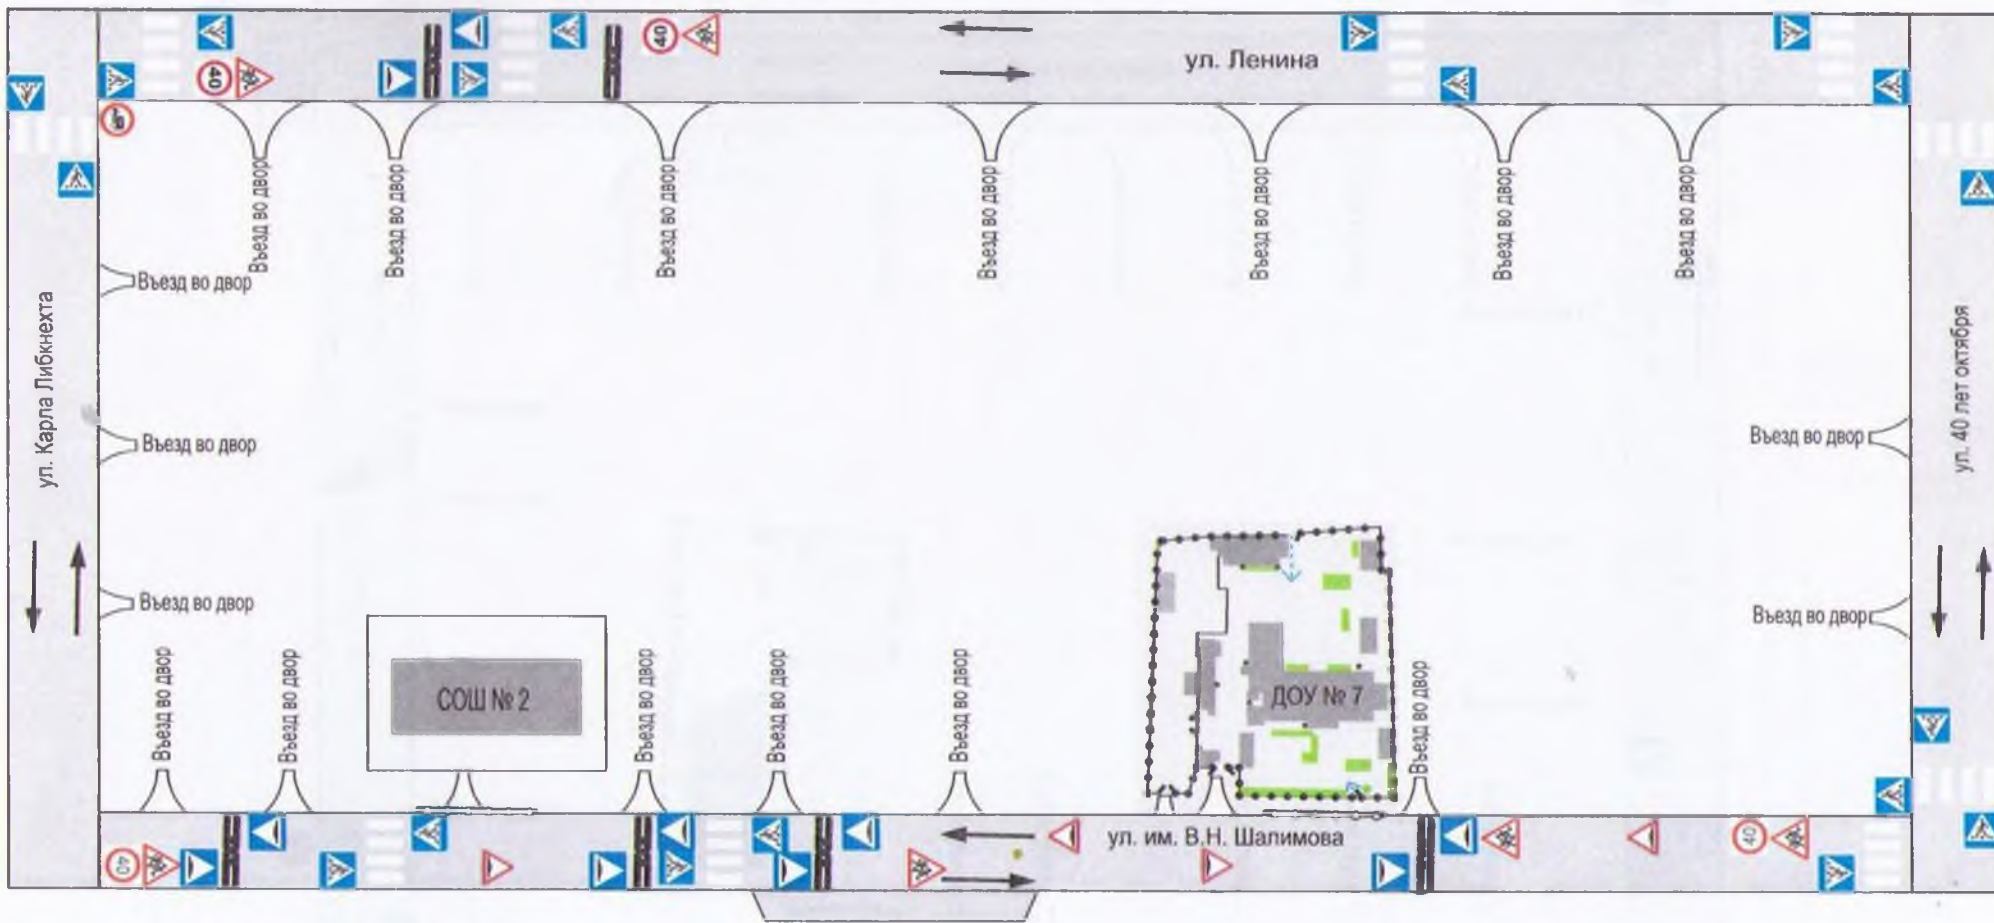 40
ул. Ленина
40
Въезд во двор
Въезд во двор
Въезд во двор
Въезд во двор
Въезд во двор
Въезд во двор
Въезд во двор
Въезд во двор
ул. Карла Либкнехта
ул. 40 лет октября
Въезд во двор
Въезд во двор
Въезд во двор
Въезд во двор
Въезд во двор
Въезд во двор
Въезд во двор
Въезд во двор
Въезд во двор
Въезд во двор
СОШ № 2
ДОУ № 7
ул. им. В.Н. Шалимова
40
40